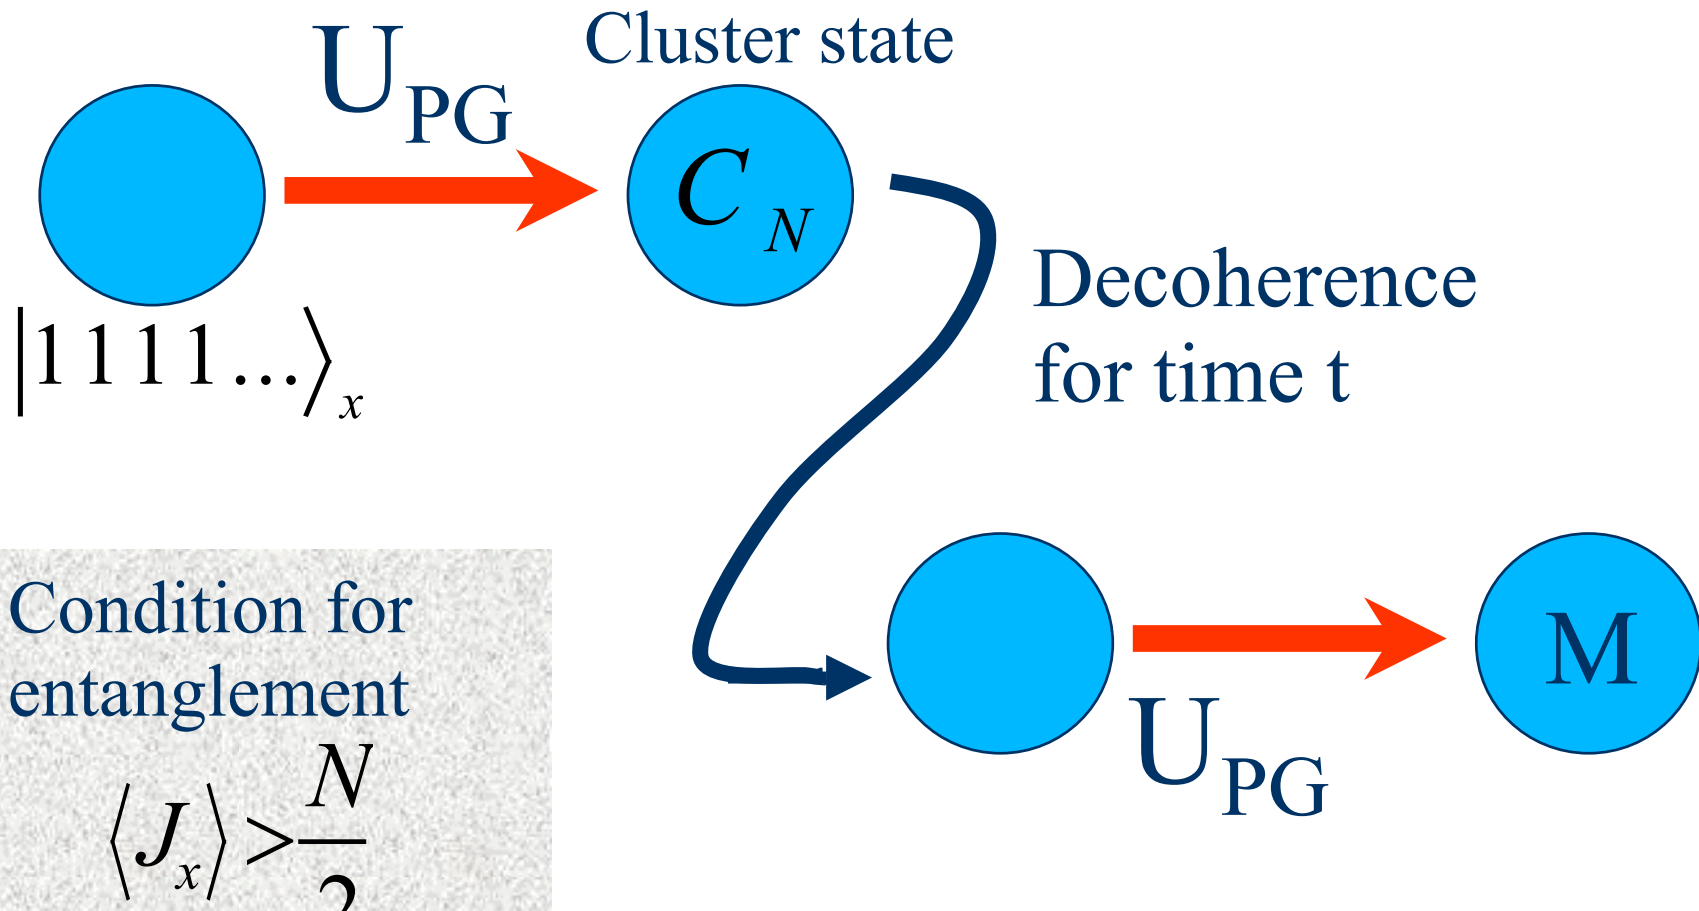 U_PG
Cluster state
C_N
|1 1 1 1 ...⟩_x
Decoherence
for time t
Condition for
entanglement
⟨J_x⟩ > N/2
U_PG
M